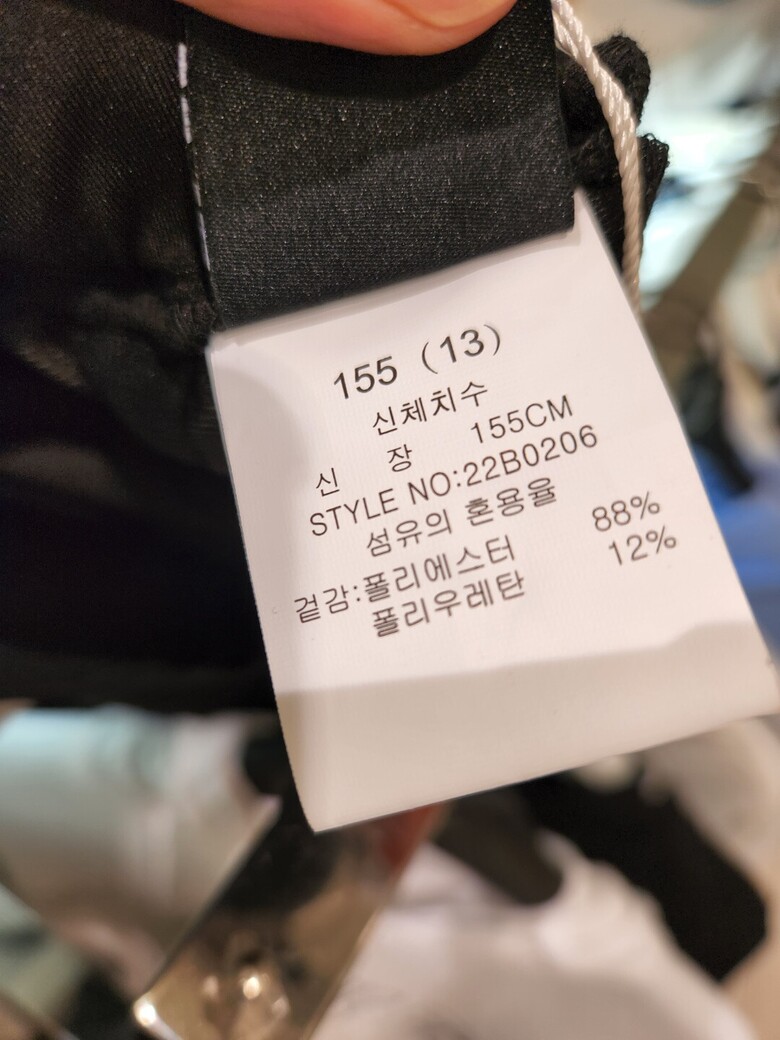 155 (13)
신체치수
신 장 155CM
STYLE NO:22B0206
섬유의 혼용율
겉감:폴리에스터 88%
폴리우레탄 12%